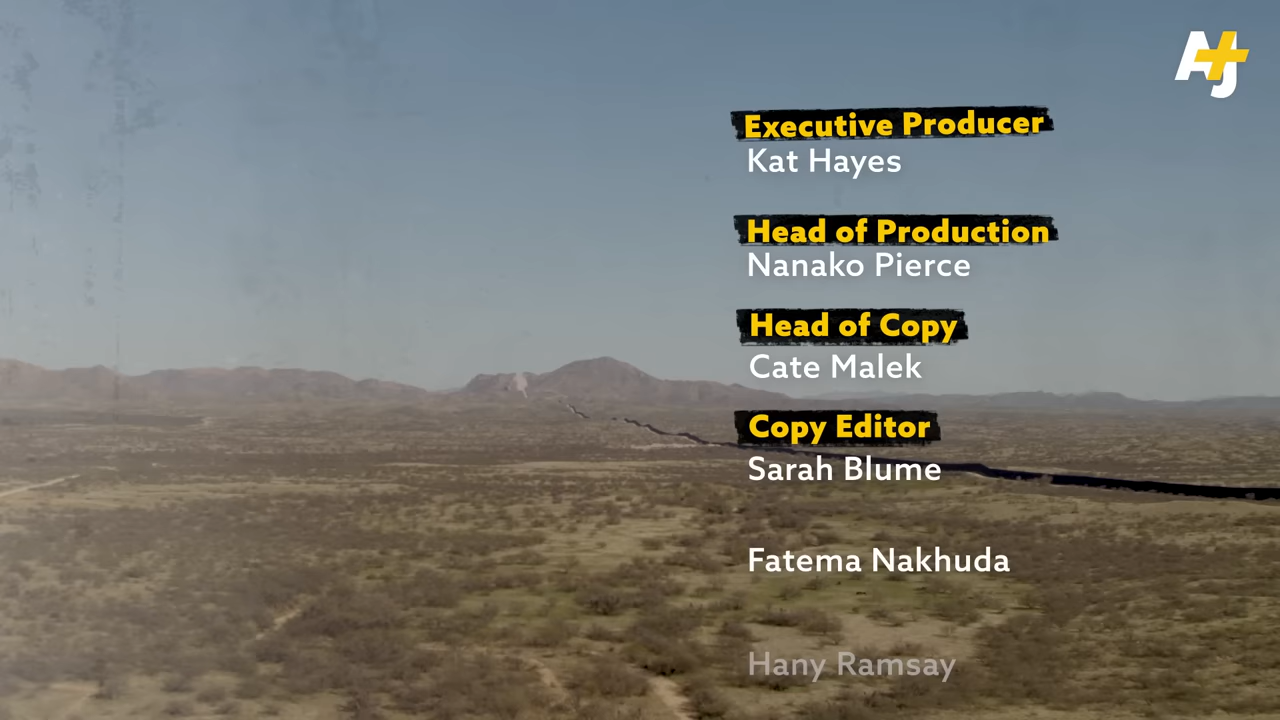 AJ+
Executive Producer
Kat Hayes
Head of Production
Nanako Pierce
Head of Copy
Cate Malek
Copy Editor
Sarah Blume
Fatema Nakhuda
Hany Ramsay